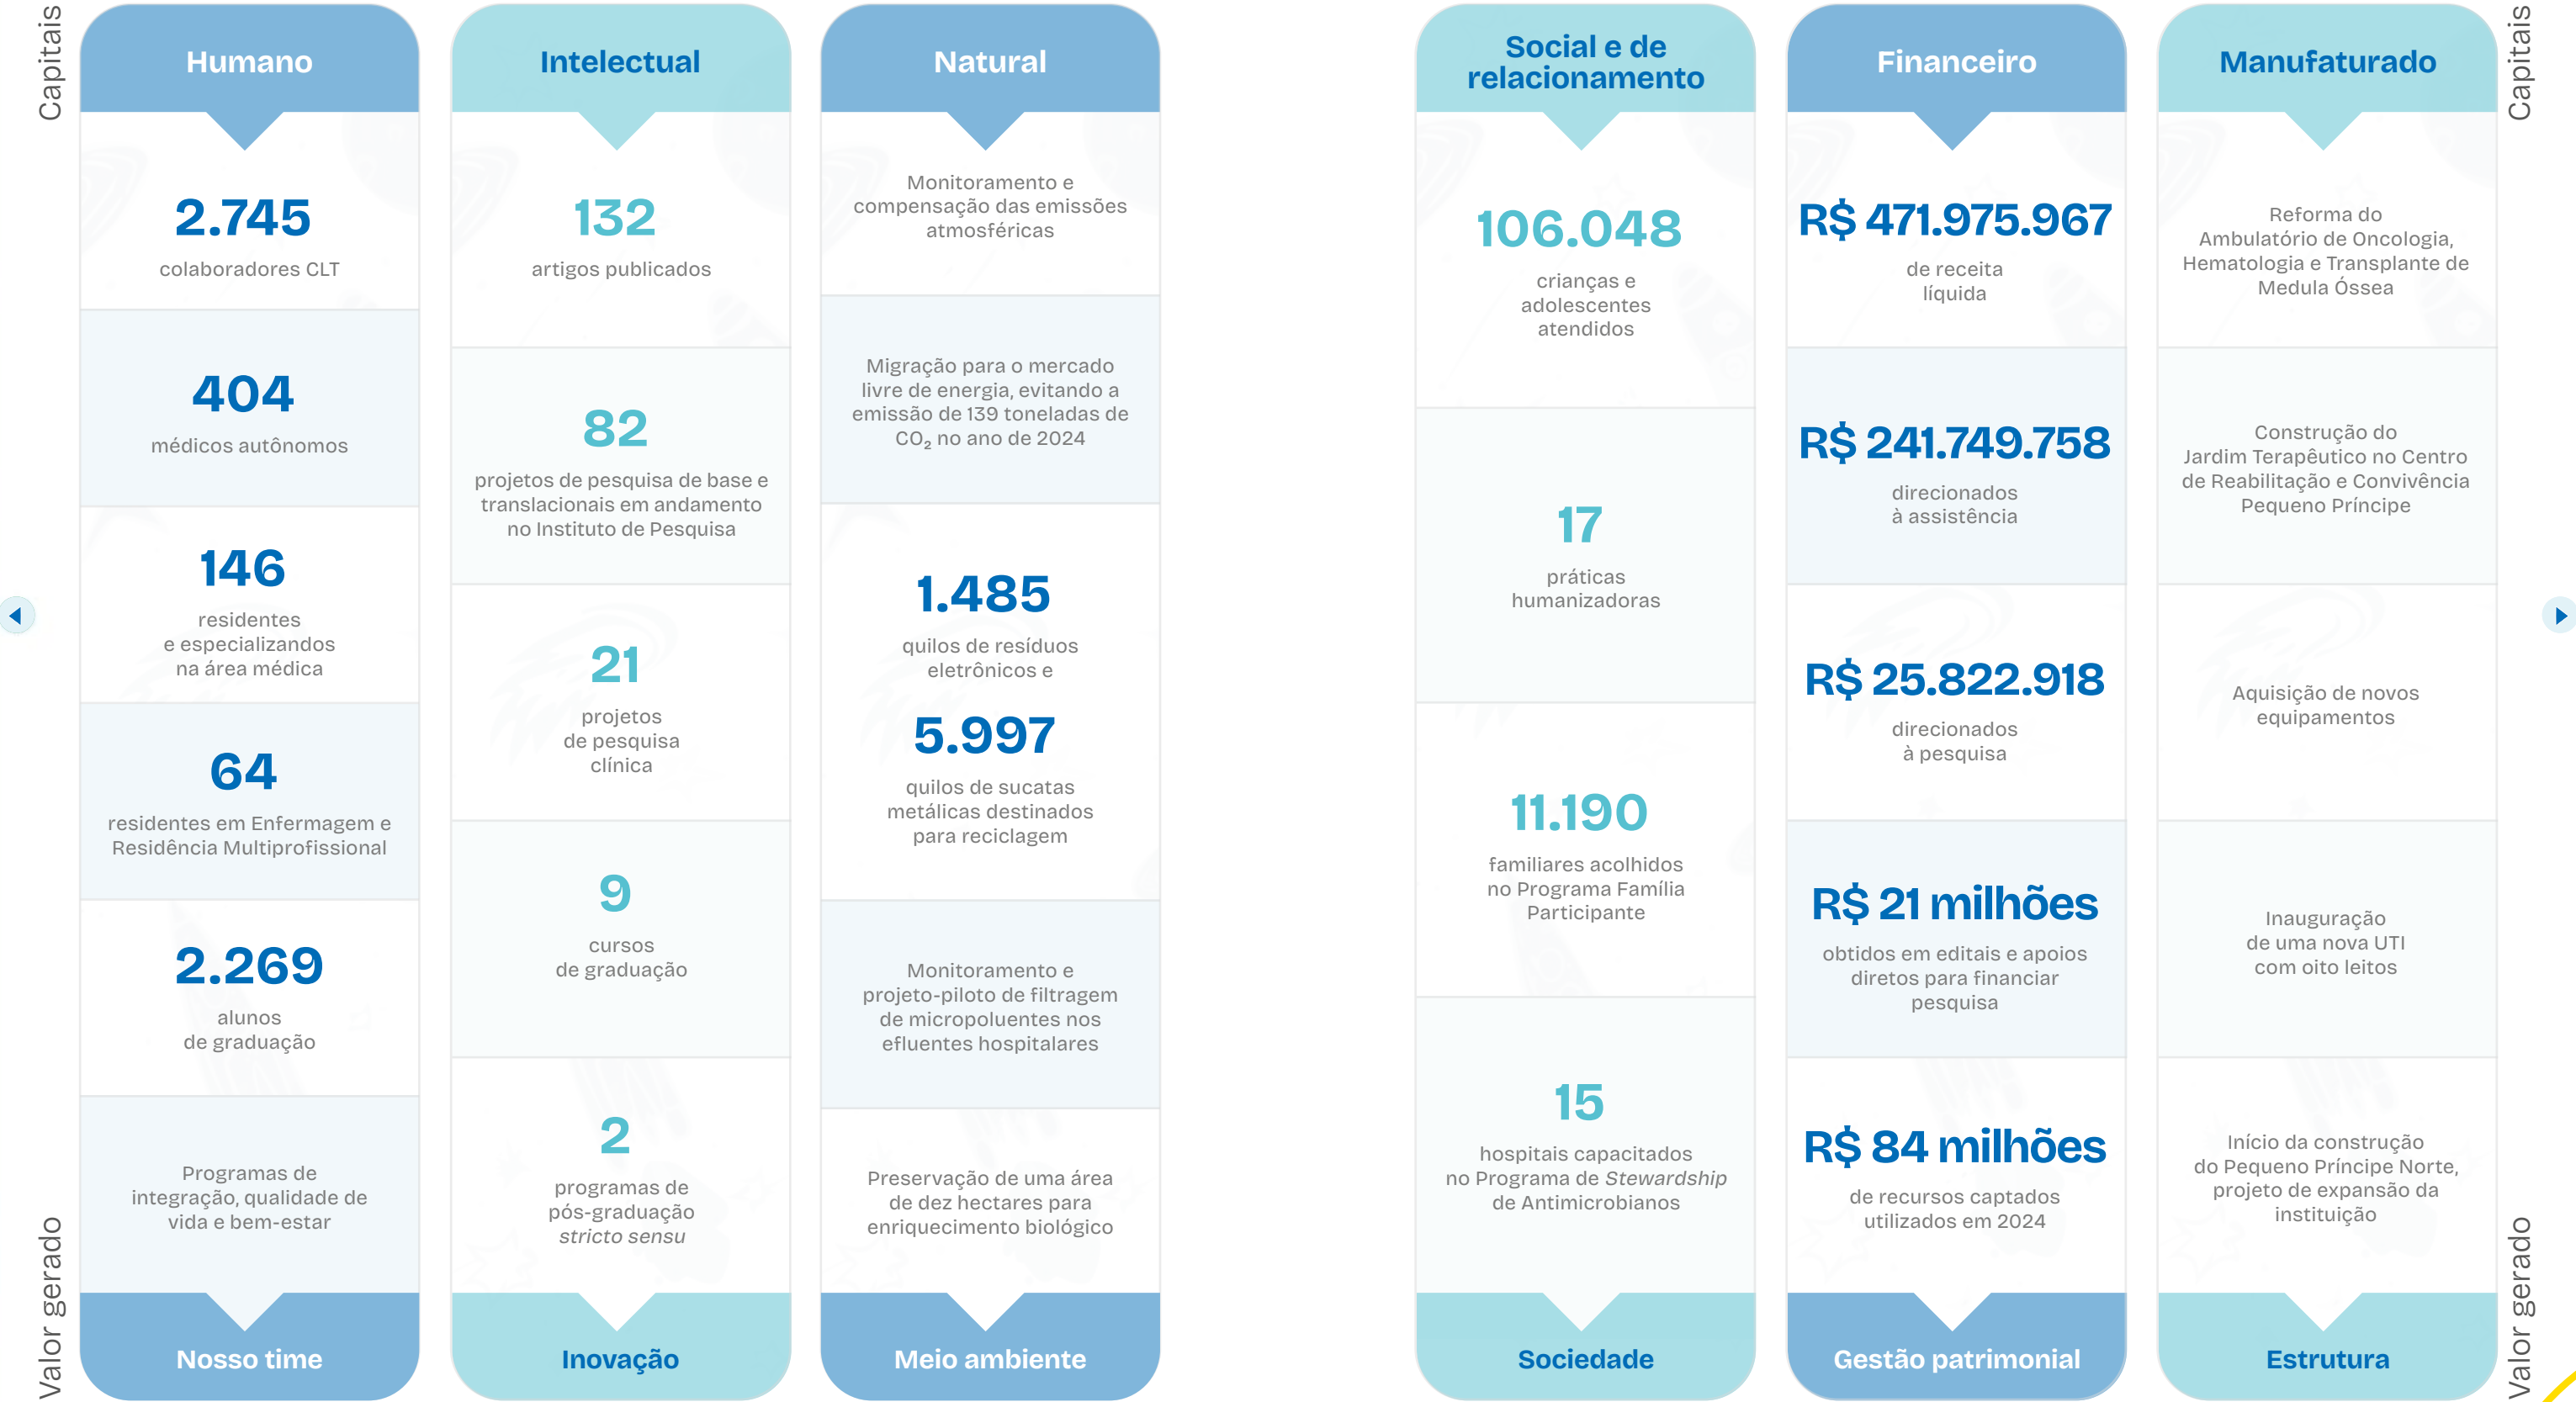 Capitais
Humano
2.745
colaboradores CLT
404
médicos autônomos
146
residentes
e especializandos
na área médica
64
residentes em Enfermagem e
Residência Multiprofissional
2.269
alunos
de graduação
Programas de
integração, qualidade de
vida e bem-estar
Nosso time
Valor gerado
Intelectual
132
artigos publicados
82
projetos de pesquisa de base e
translacionais em andamento
no Instituto de Pesquisa
21
projetos
de pesquisa
clínica
9
cursos
de graduação
2
programas de
pós-graduação
stricto sensu
Inovação
Natural
Monitoramento e
compensação das emissões
atmosféricas
Migração para o mercado
livre de energia, evitando a
emissão de 139 toneladas de
CO₂ no ano de 2024
1.485
quilos de resíduos
eletrônicos e
5.997
quilos de sucatas
metálicas destinados
para reciclagem
Monitoramento e
projeto-piloto de filtragem
de micropoluentes nos
efluentes hospitalares
Preservação de uma área
de dez hectares para
enriquecimento biológico
Meio ambiente
Social e de
relacionamento
106.048
crianças e
adolescentes
atendidos
17
práticas
humanizadoras
11.190
familiares acolhidos
no Programa Família
Participante
15
hospitais capacitados
no Programa de Stewardship
de Antimicrobianos
Sociedade
Financeiro
R$ 471.975.967
de receita
líquida
R$ 241.749.758
direcionados
à assistência
R$ 25.822.918
direcionados
à pesquisa
R$ 21 milhões
obtidos em editais e apoios
diretos para financiar
pesquisa
R$ 84 milhões
de recursos captados
utilizados em 2024
Gestão patrimonial
Manufaturado
Reforma do
Ambulatório de Oncologia,
Hematologia e Transplante de
Medula Óssea
Construção do
Jardim Terapêutico no Centro
de Reabilitação e Convivência
Pequeno Príncipe
Aquisição de novos
equipamentos
Inauguração
de uma nova UTI
com oito leitos
Início da construção
do Pequeno Príncipe Norte,
projeto de expansão da
instituição
Estrutura
Capitais
Valor gerado